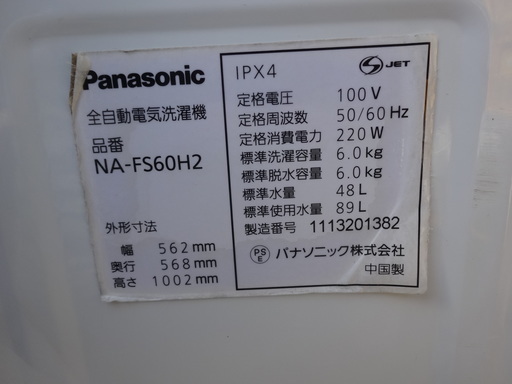 Panasonic
全自動電気洗濯機
品番
NA-FS60H2
外形寸法
幅 562mm
奥行 568mm
高さ 1002mm
IPX4
S JET
定格電圧 100V
定格周波数 50/60Hz
定格消費電力 220W
標準洗濯容量 6.0kg
標準脱水容量 6.0kg
標準水量 48L
標準使用水量 89L
製造番号 1113201382
PSE パナソニック株式会社
中国製